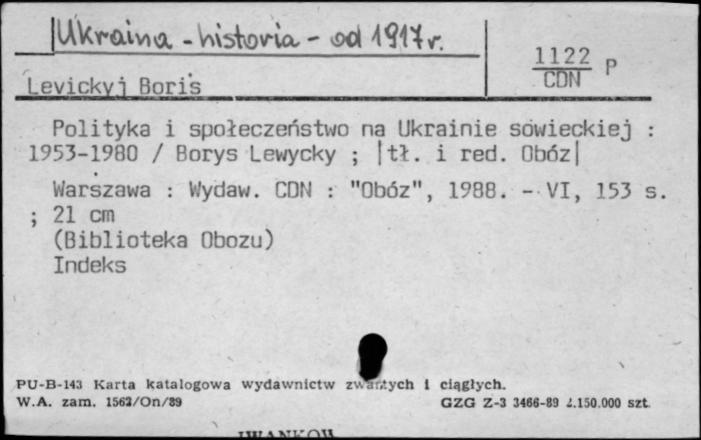 |Ukraina - historia - od 1917 r.
1122 P
CDN
Levickyj Boris
Polityka i społeczeństwo na Ukrainie sowieckiej :
1953-1980 / Borys Lewycky ; |tł. i red. Obóz|
Warszawa : Wydaw. CDN : "Obóz", 1988. - VI, 153 s.
; 21 cm
(Biblioteka Obozu)
Indeks
PU-B-143 Karta katalogowa wydawnictw zwartych i ciągłych.
W.A. zam. 1562/On/89 GZG Z-3 3466-89 2.150.000 szt.
IWANKOW